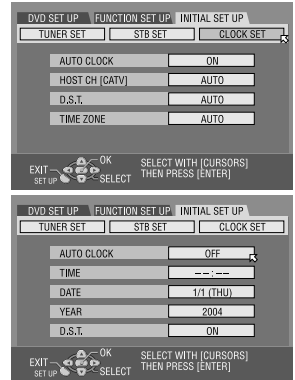 DVD SET UP FUNCTION SET UP INITIAL SET UP
TUNER SET STB SET CLOCK SET
AUTO CLOCK ON
HOST CH [CATV] AUTO
D.S.T. AUTO
TIME ZONE AUTO
EXIT OK SELECT WITH [CURSORS]
SET UP SELECT THEN PRESS [ENTER]
DVD SET UP FUNCTION SET UP INITIAL SET UP
TUNER SET STB SET CLOCK SET
AUTO CLOCK OFF
TIME --:--
DATE 1/1 (THU)
YEAR 2004
D.S.T. ON
EXIT OK SELECT WITH [CURSORS]
SET UP SELECT THEN PRESS [ENTER]